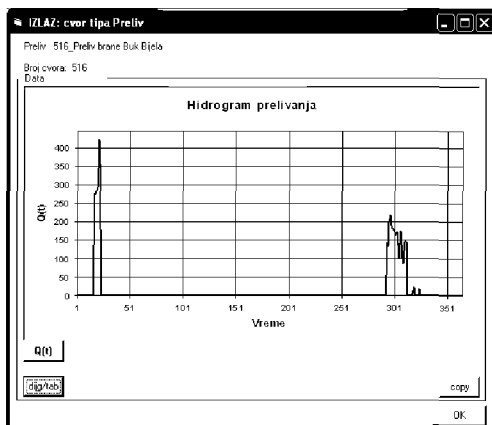 IZLAZ: cvor tipa Preliv
Preliv 516_Preliv brane Buk Bijela
Broj cvora: 516
Data
Hidrogram prelivanja
Q(t)
400
350
300
250
200
150
100
50
0
1 51 101 151 201 251 301 351
Vreme
Q(t)
dijg/tab
copy
OK